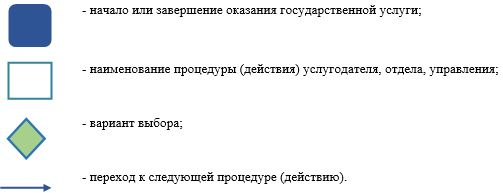 - начало или завершение оказания государственной услуги;
- наименование процедуры (действия) услугодателя, отдела, управления;
- вариант выбора;
- переход к следующей процедуре (действию).